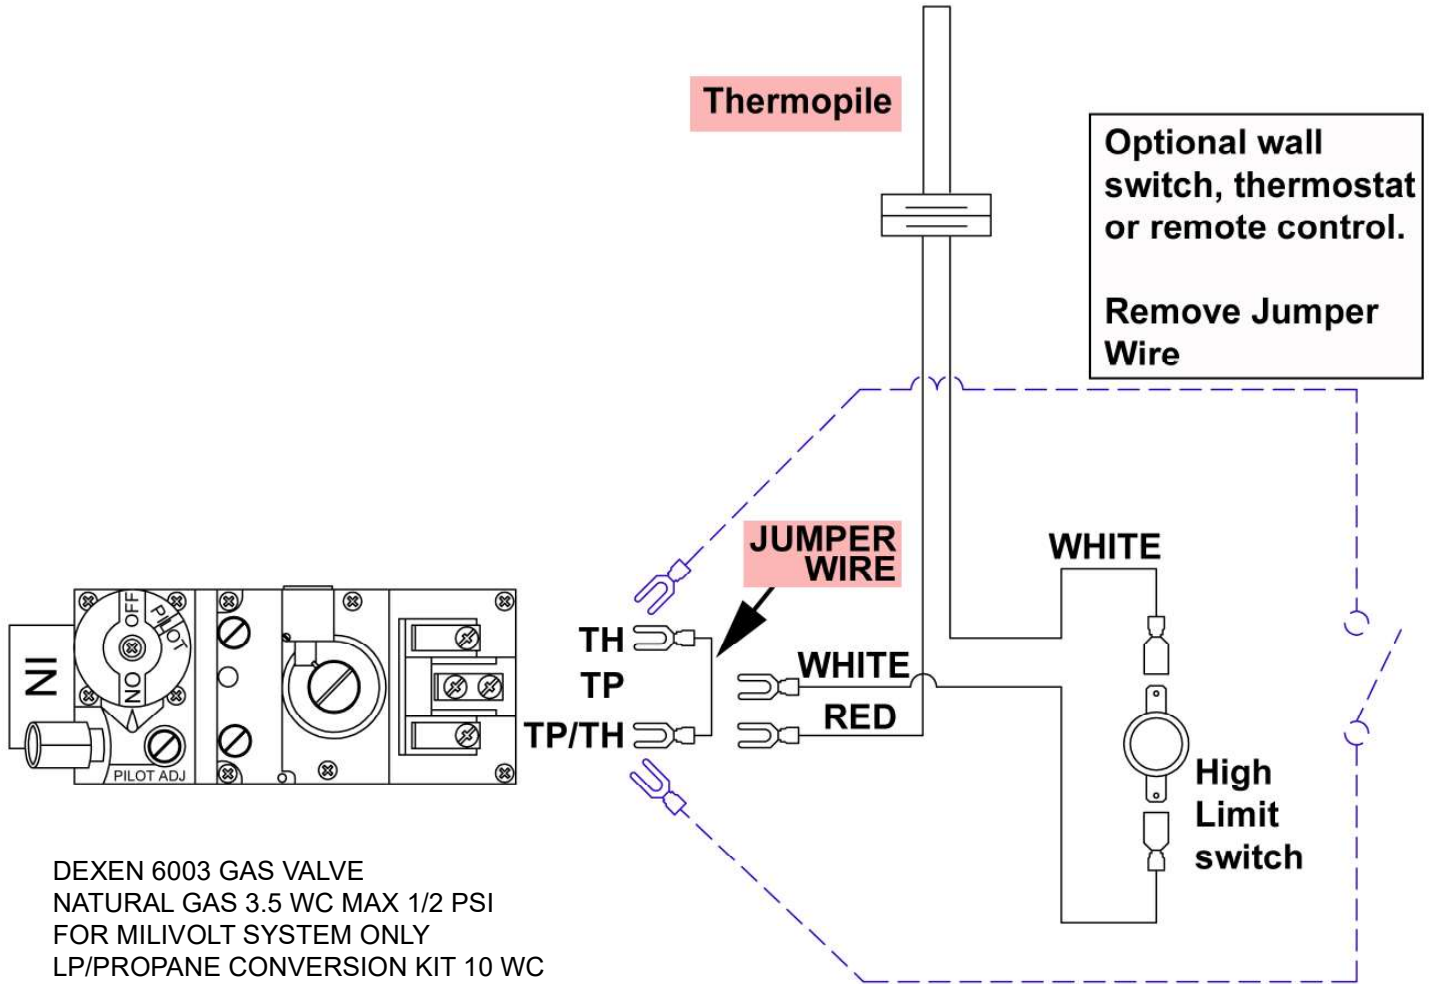 Thermopile
Optional wall
switch, thermostat
or remote control.
Remove Jumper
Wire
JUMPER
WIRE
WHITE
TH
WHITE
TP
RED
TP/TH
OFF
PILOT
ON
IN
PILOT ADJ
High
Limit
switch
DEXEN 6003 GAS VALVE
NATURAL GAS 3.5 WC MAX 1/2 PSI
FOR MILIVOLT SYSTEM ONLY
LP/PROPANE CONVERSION KIT 10 WC